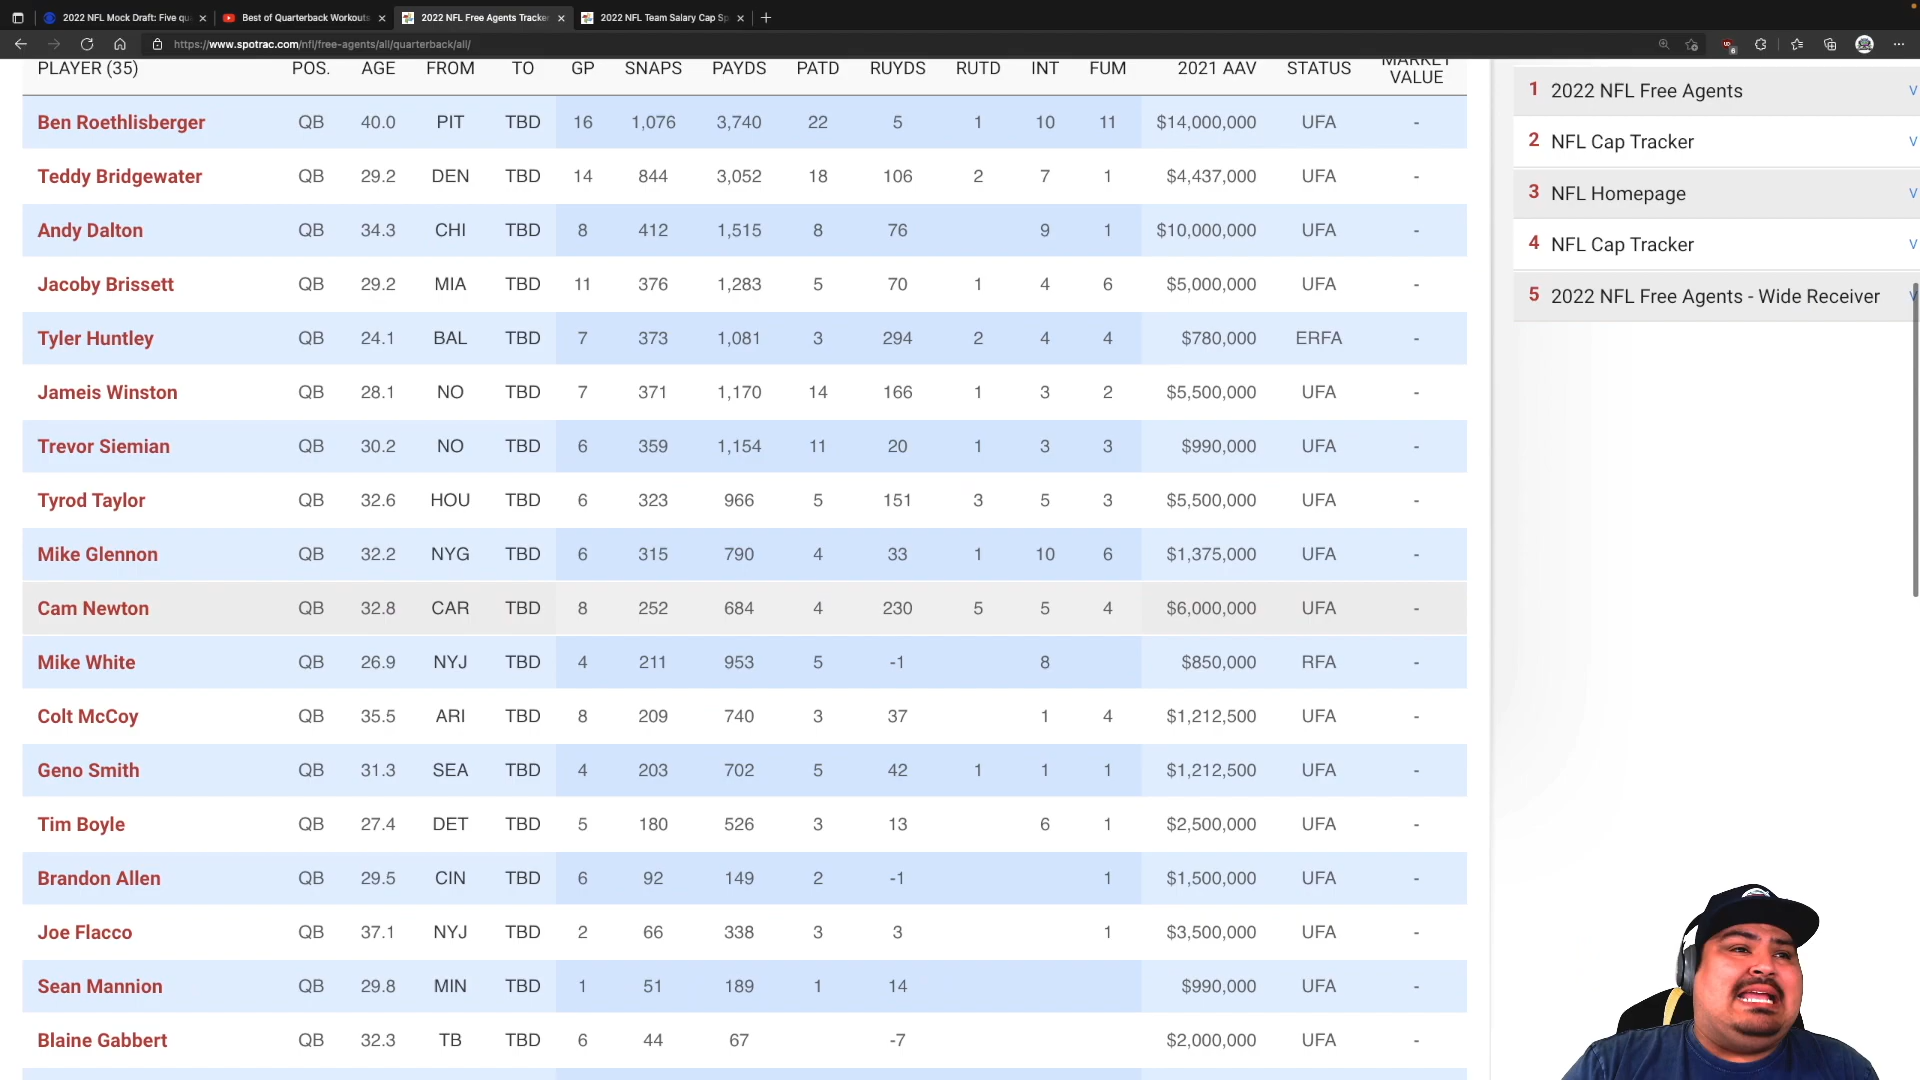 2022 NFL Mock Draft: Five qu
Best of Quarterback Workouts
2022 NFL Free Agents Tracke
2022 NFL Team Salary Cap Sp
https://www.spotrac.com/nfl/free-agents/all/quarterback/all/
PLAYER (35) POS. AGE FROM TO GP SNAPS PAYDS PATD RUYDS RUTD INT FUM 2021 AAV STATUS MARKET VALUE
Ben Roethlisberger QB 40.0 PIT TBD 16 1,076 3,740 22 5 1 10 11 $14,000,000 UFA -
Teddy Bridgewater QB 29.2 DEN TBD 14 844 3,052 18 106 2 7 1 $4,437,000 UFA -
Andy Dalton QB 34.3 CHI TBD 8 412 1,515 8 76 9 1 $10,000,000 UFA -
Jacoby Brissett QB 29.2 MIA TBD 11 376 1,283 5 70 1 4 6 $5,000,000 UFA -
Tyler Huntley QB 24.1 BAL TBD 7 373 1,081 3 294 2 4 4 $780,000 ERFA -
Jameis Winston QB 28.1 NO TBD 7 371 1,170 14 166 1 3 2 $5,500,000 UFA -
Trevor Siemian QB 30.2 NO TBD 6 359 1,154 11 20 1 3 3 $990,000 UFA -
Tyrod Taylor QB 32.6 HOU TBD 6 323 966 5 151 3 5 3 $5,500,000 UFA -
Mike Glennon QB 32.2 NYG TBD 6 315 790 4 33 1 10 6 $1,375,000 UFA -
Cam Newton QB 32.8 CAR TBD 8 252 684 4 230 5 5 4 $6,000,000 UFA -
Mike White QB 26.9 NYJ TBD 4 211 953 5 -1 8 $850,000 RFA -
Colt McCoy QB 35.5 ARI TBD 8 209 740 3 37 1 4 $1,212,500 UFA -
Geno Smith QB 31.3 SEA TBD 4 203 702 5 42 1 1 1 $1,212,500 UFA -
Tim Boyle QB 27.4 DET TBD 5 180 526 3 13 6 1 $2,500,000 UFA -
Brandon Allen QB 29.5 CIN TBD 6 92 149 2 -1 1 $1,500,000 UFA -
Joe Flacco QB 37.1 NYJ TBD 2 66 338 3 3 1 $3,500,000 UFA -
Sean Mannion QB 29.8 MIN TBD 1 51 189 1 14 $990,000 UFA -
Blaine Gabbert QB 32.3 TB TBD 6 44 67 -7 $2,000,000 UFA -
1 2022 NFL Free Agents V
2 NFL Cap Tracker V
3 NFL Homepage V
4 NFL Cap Tracker V
5 2022 NFL Free Agents - Wide Receiver V